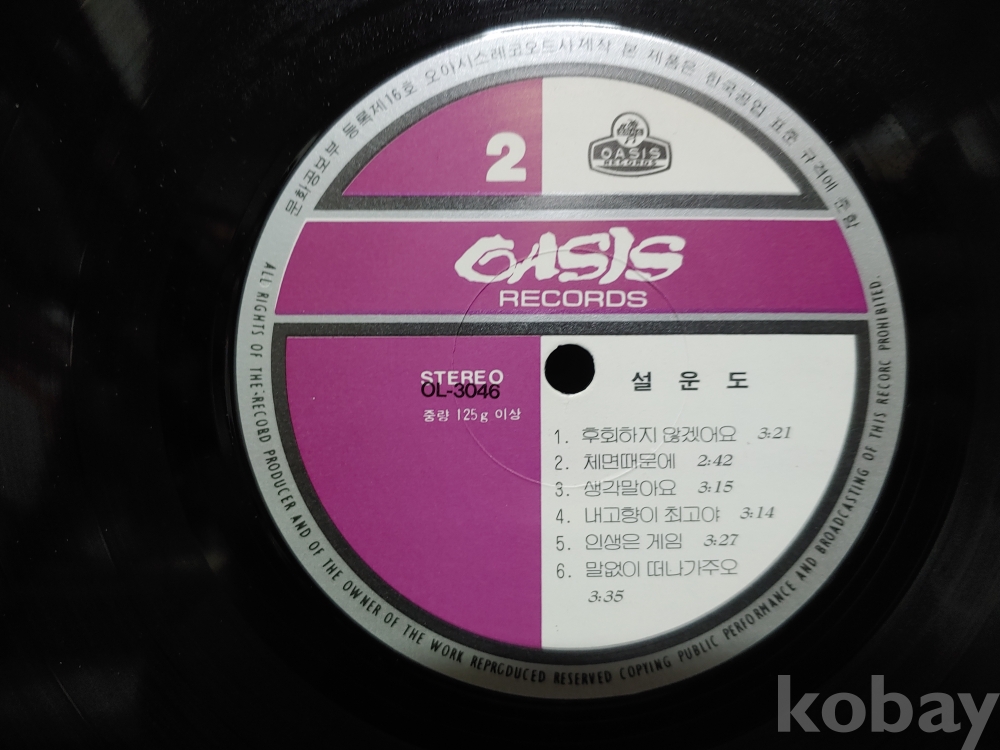 문화공보부 등록제16호 오아시스레코오드사제작 본 제품은 한국공업 표준 규격에 준함
2
OASIS
RECORDS
OASIS
RECORDS
STEREO
OL-3046
중량 125g 이상
설 운 도
1. 후회하지 않겠어요 3:21
2. 체면때문에 2:42
3. 생각말아요 3:15
4. 내고향이 최고야 3:14
5. 인생은 게임 3:27
6. 말없이 떠나가주오
3:35
ALL RIGHTS OF THE RECORD PRODUCER AND OF THE OWNER OF THE WORK REPRODUCED RESERVED COPYING PUBLIC PERFORMANCE AND BROADCASTING OF THIS RECORC PROHIBITED.
kobay